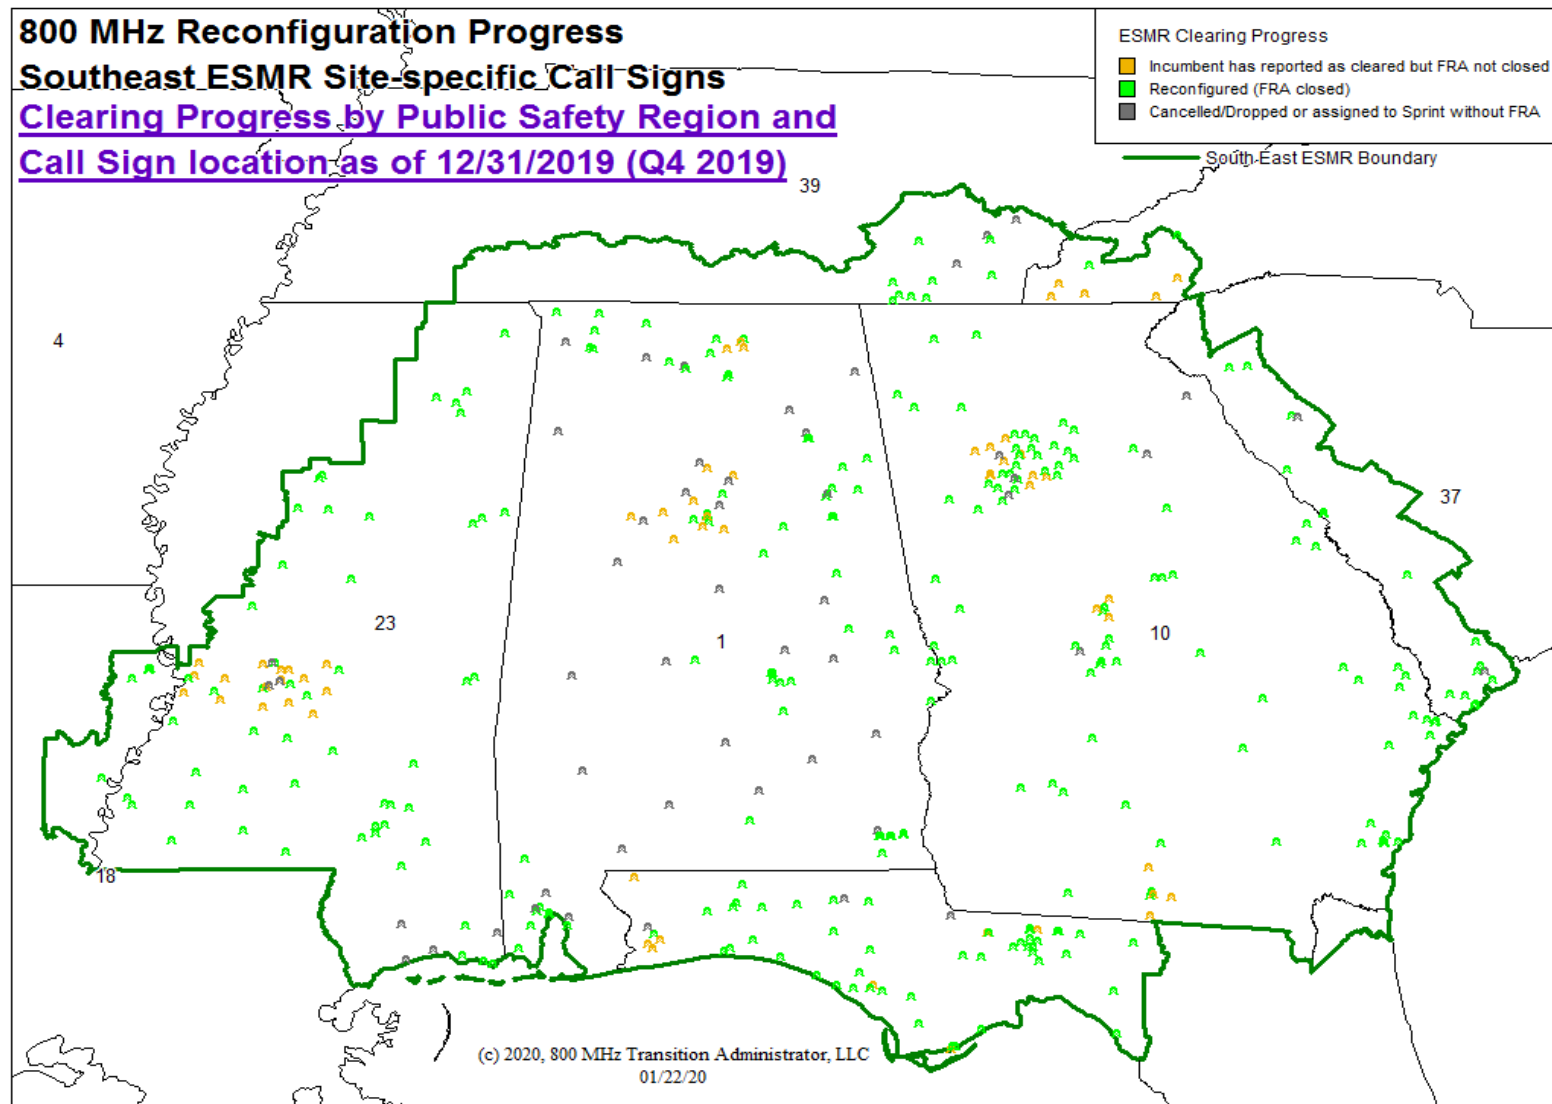 800 MHz Reconfiguration Progress
Southeast ESMR Site-specific Call Signs
Clearing Progress by Public Safety Region and
Call Sign location as of 12/31/2019 (Q4 2019)
ESMR Clearing Progress
Incumbent has reported as cleared but FRA not closed
Reconfigured (FRA closed)
Cancelled/Dropped or assigned to Sprint without FRA
South-East ESMR Boundary
39
4
37
23
1
10
18
(c) 2020, 800 MHz Transition Administrator, LLC
01/22/20